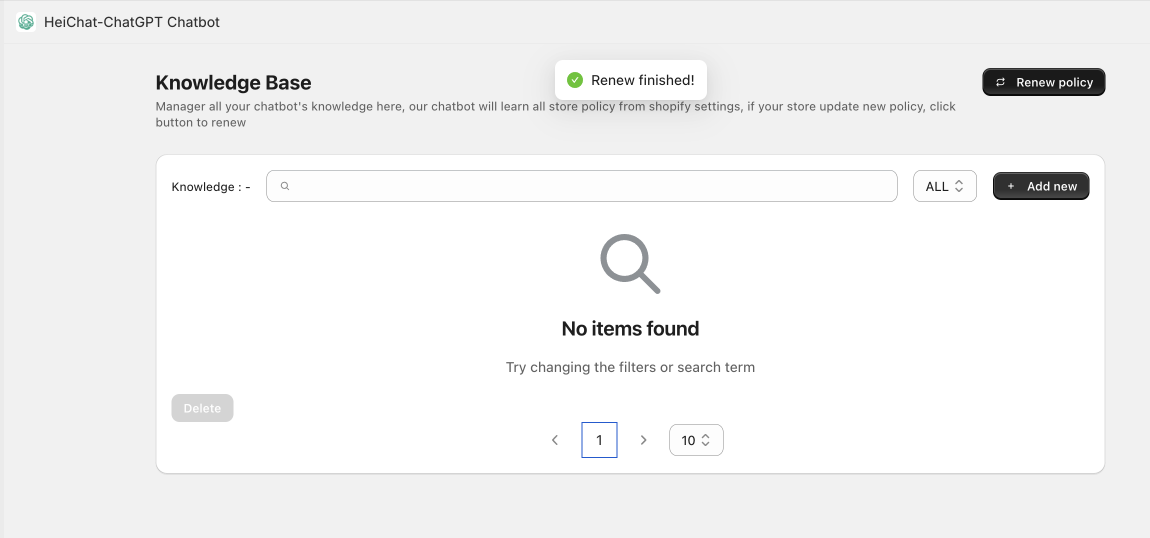 HeiChat-ChatGPT Chatbot
Renew finished!
Knowledge Base
Renew policy
Manager all your chatbot's knowledge here, our chatbot will learn all store policy from shopify settings, if your store update new policy, click
button to renew
Knowledge : -
ALL
+ Add new
No items found
Try changing the filters or search term
Delete
1
10